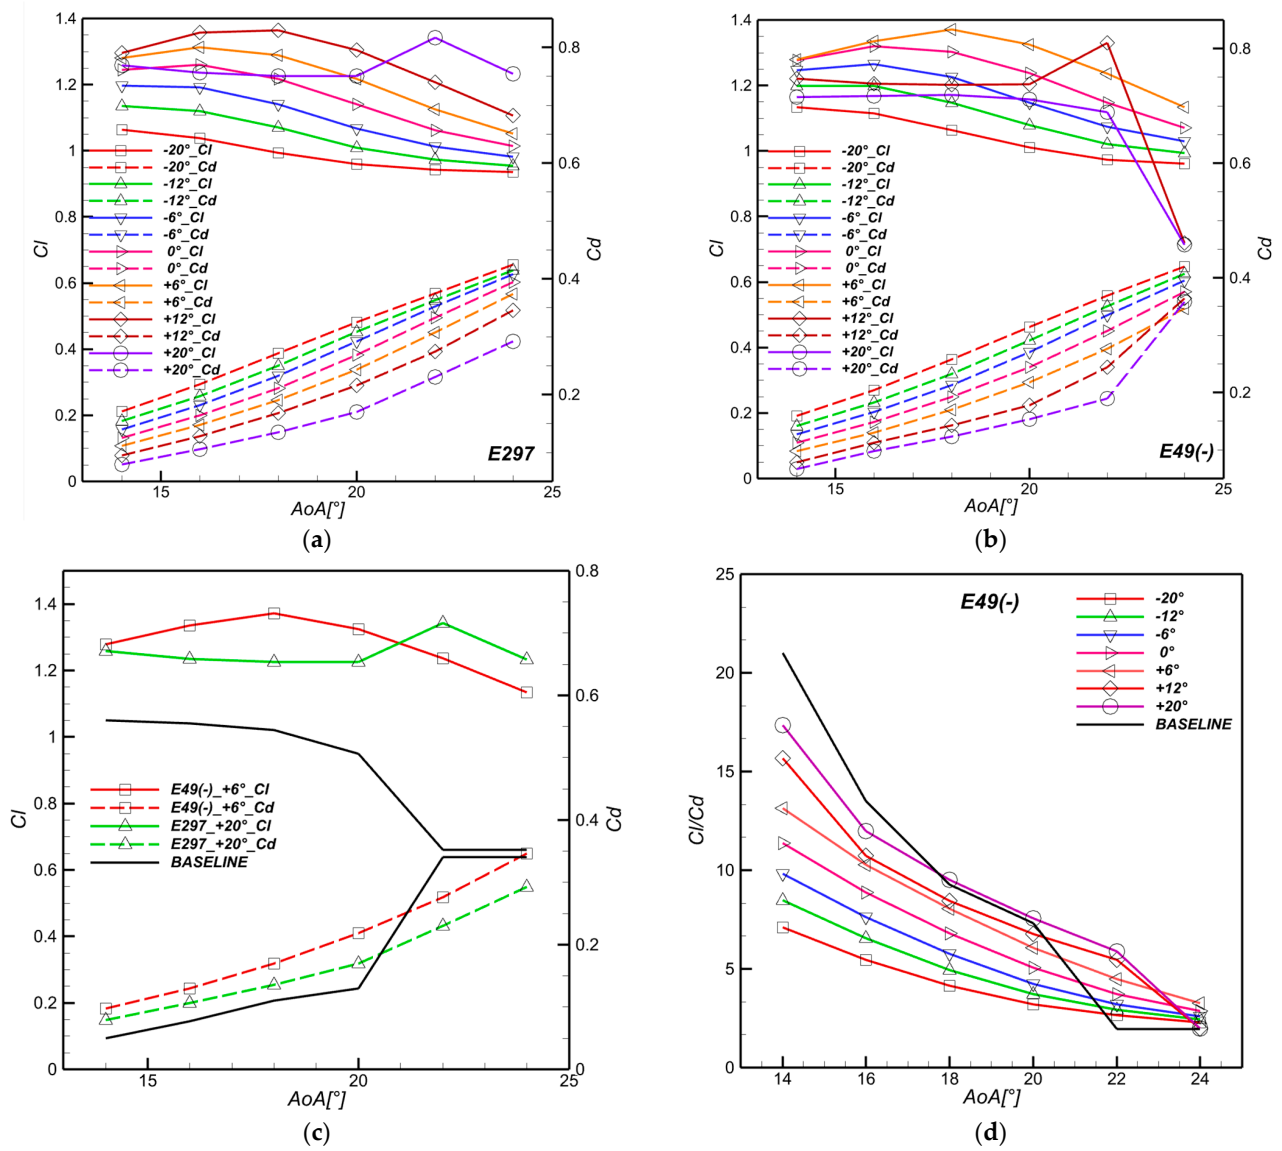 1.4
1.2
1
0.8
0.6
0.4
0.2
0
Cl
0.8
0.6
0.4
0.2
Cd
-20°_Cl
-20°_Cd
-12°_Cl
-12°_Cd
-6°_Cl
-6°_Cd
0°_Cl
0°_Cd
+6°_Cl
+6°_Cd
+12°_Cl
+12°_Cd
+20°_Cl
+20°_Cd
E297
15
20
25
AoA[°]
(a)
1.4
1.2
1
0.8
0.6
0.4
0.2
0
Cl
0.8
0.6
0.4
0.2
Cd
-20°_Cl
-20°_Cd
-12°_Cl
-12°_Cd
-6°_Cl
-6°_Cd
0°_Cl
0°_Cd
+6°_Cl
+6°_Cd
+12°_Cl
+12°_Cd
+20°_Cl
+20°_Cd
E49(-)
15
20
25
AoA[°]
(b)
1.4
1.2
1
0.8
0.6
0.4
0.2
0
Cl
0.8
0.6
0.4
0.2
0
Cd
E49(-)_+6°_Cl
E49(-)_+6°_Cd
E297_+20°_Cl
E297_+20°_Cd
BASELINE
15
20
25
AoA[°]
(c)
25
20
15
10
5
0
Cl/Cd
E49(-)
-20°
-12°
-6°
0°
+6°
+12°
+20°
BASELINE
14
16
18
20
22
24
AoA[°]
(d)